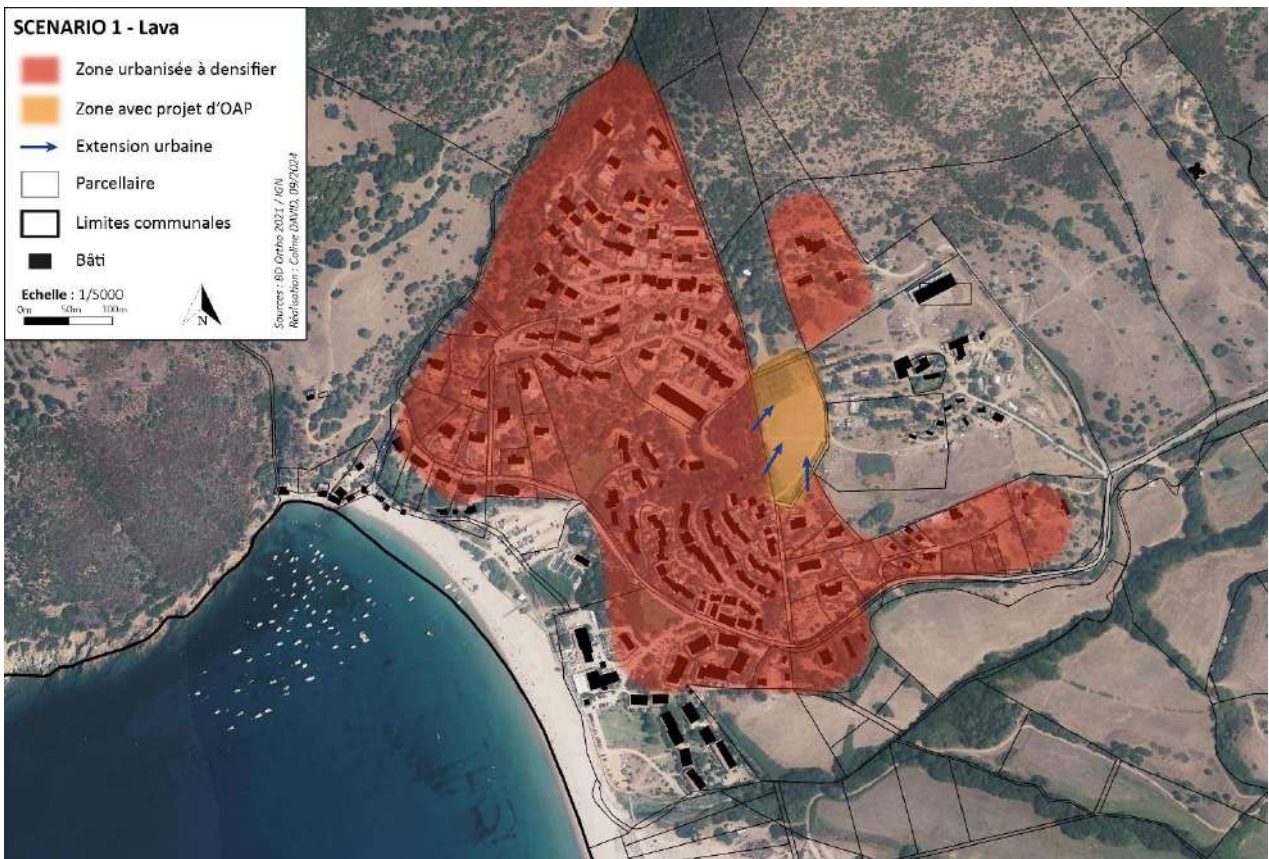 SCENARIO 1 - Lava
Zone urbanisée à densifier
Zone avec projet d'OAP
Extension urbaine
Parcellaire
Limites communales
Bâti
Echelle : 1/5000
0m 50m 100m
N
Sources : BD Ortho 2021 / IGN
Réalisation : Coline DAVID, 09/2024